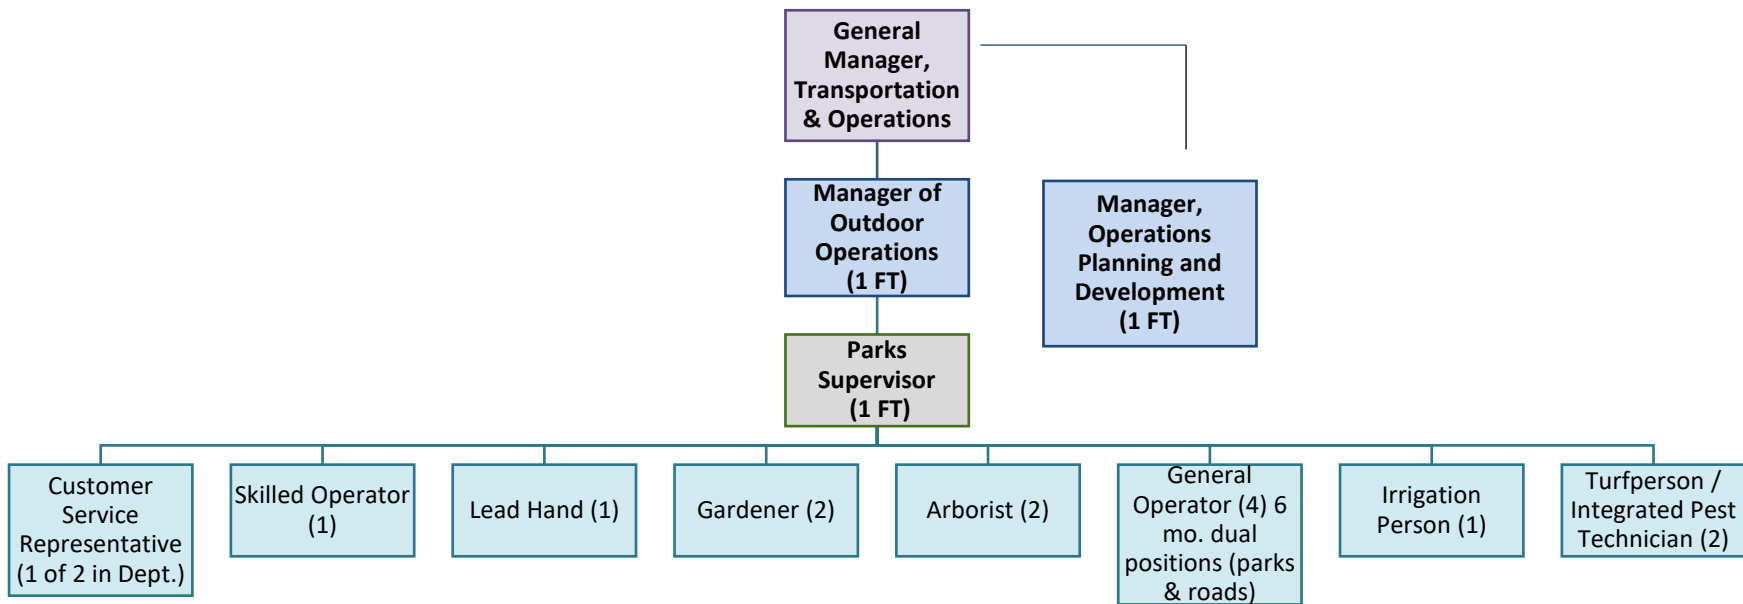 General
Manager,
Transportation
& Operations
Manager of
Outdoor
Operations
(1 FT)
Manager,
Operations
Planning and
Development
(1 FT)
Parks
Supervisor
(1 FT)
Customer
Service
Representative
(1 of 2 in Dept.)
Skilled Operator
(1)
Lead Hand (1)
Gardener (2)
Arborist (2)
General
Operator (4) 6
mo. dual
positions (parks
& roads)
Irrigation
Person (1)
Turfperson /
Integrated Pest
Technician (2)